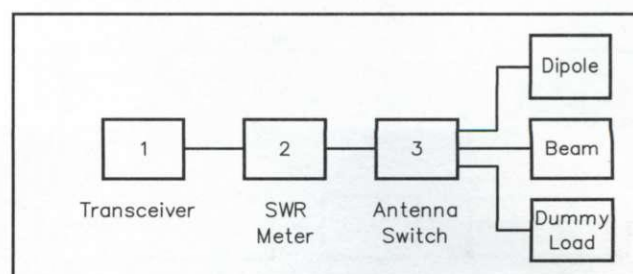 Dipole
1
2
3
Beam
Transceiver
SWR
Meter
Antenna
Switch
Dummy
Load